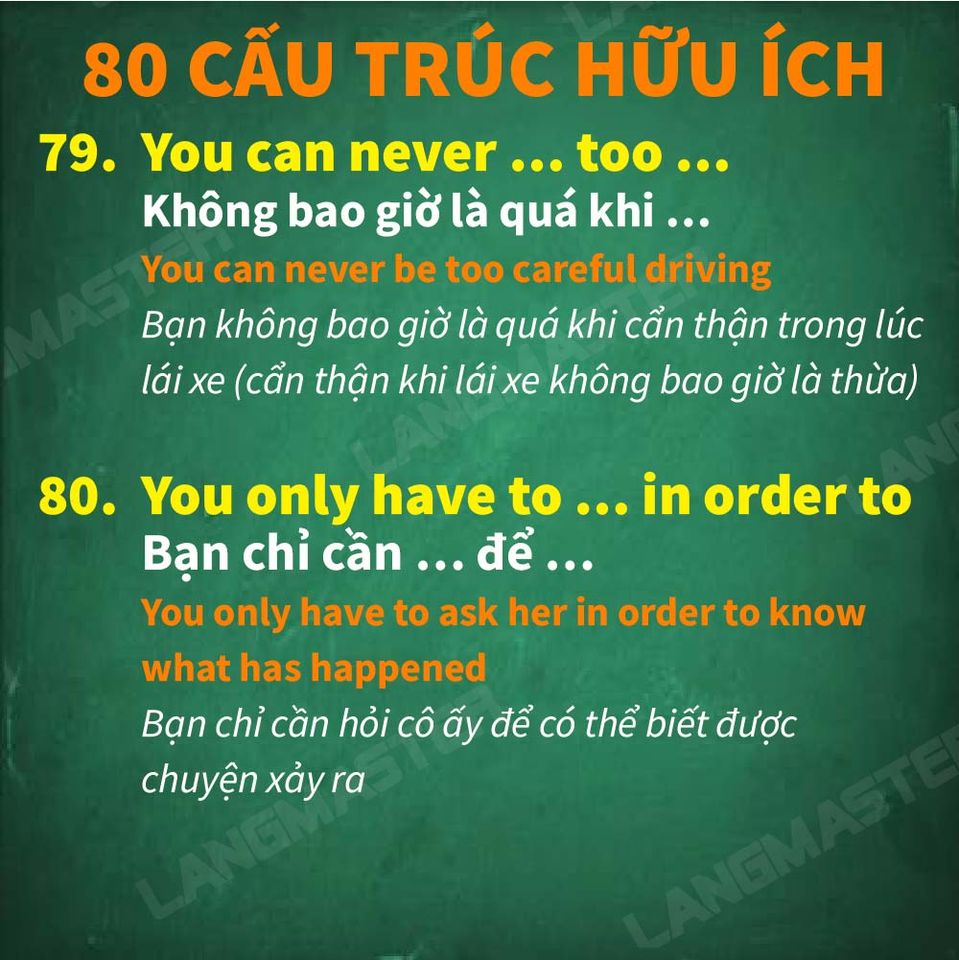 80 CẤU TRÚC HỮU ÍCH
79. You can never ... too ...
Không bao giờ là quá khi ...
You can never be too careful driving
Bạn không bao giờ là quá khi cẩn thận trong lúc
lái xe (cẩn thận khi lái xe không bao giờ là thừa)
80. You only have to ... in order to
Bạn chỉ cần ... để ...
You only have to ask her in order to know
what has happened
Bạn chỉ cần hỏi cô ấy để có thể biết được
chuyện xảy ra
LANGMASTER
LANGMASTER
LANGMASTER